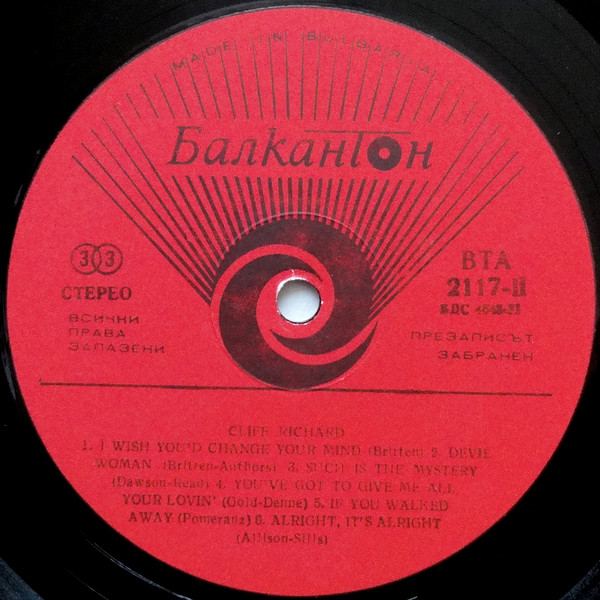 MADE IN BULGARIA
Балкантон
33
СТЕРЕО
ВСИЧНИ
ПРАВА
ЗАПАЗЕНИ
ВТА
2117-II
БДС
ПРЕЗАПИСЪТ
ЗАБРАНЕН
CLIFF RICHARD
1. I WISH YOU'D CHANGE YOUR MIND (Britten) 2. DEVIL
WOMAN (Britren-Authors) 3. SUCH IS THE MYSTERY
(Dawson-Read) 4. YOU'VE GOT TO GIVE ME ALL
YOUR LOVIN' (Gold-Denne) 5. IF YOU WALKED
AWAY (Pomeranz) 6. ALRIGHT, IT'S ALRIGHT
(Allison-Sills)